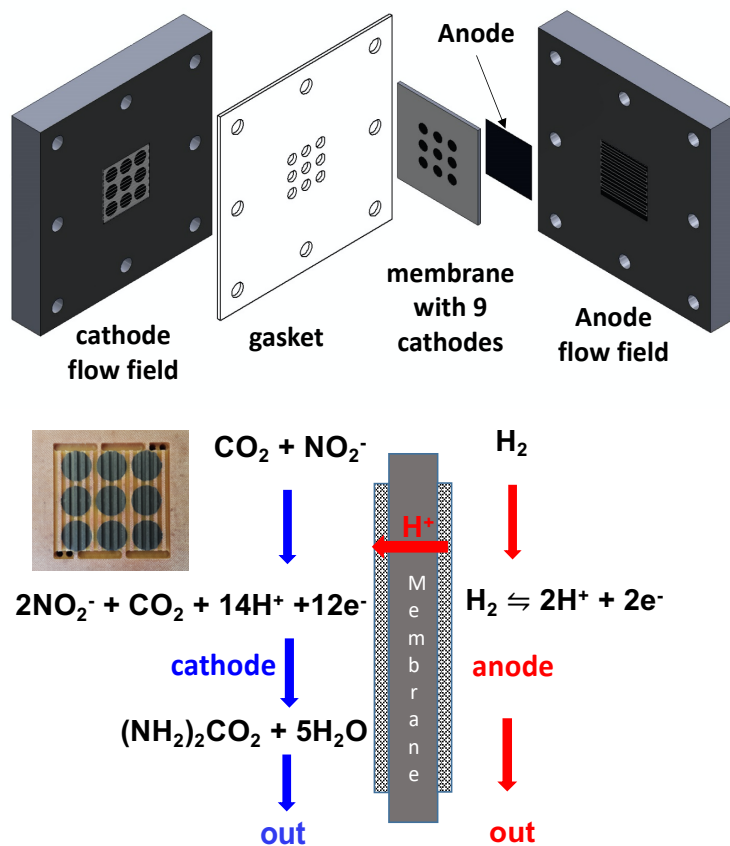 Anode
cathode
flow field
gasket
membrane
with 9
cathodes
Anode
flow field
CO₂ + NO₂⁻
H₂
H⁺
Membrane
2NO₂⁻ + CO₂ + 14H⁺ +12e⁻
H₂ ⇋ 2H⁺ + 2e⁻
cathode
anode
(NH₂)₂CO₂ + 5H₂O
out
out